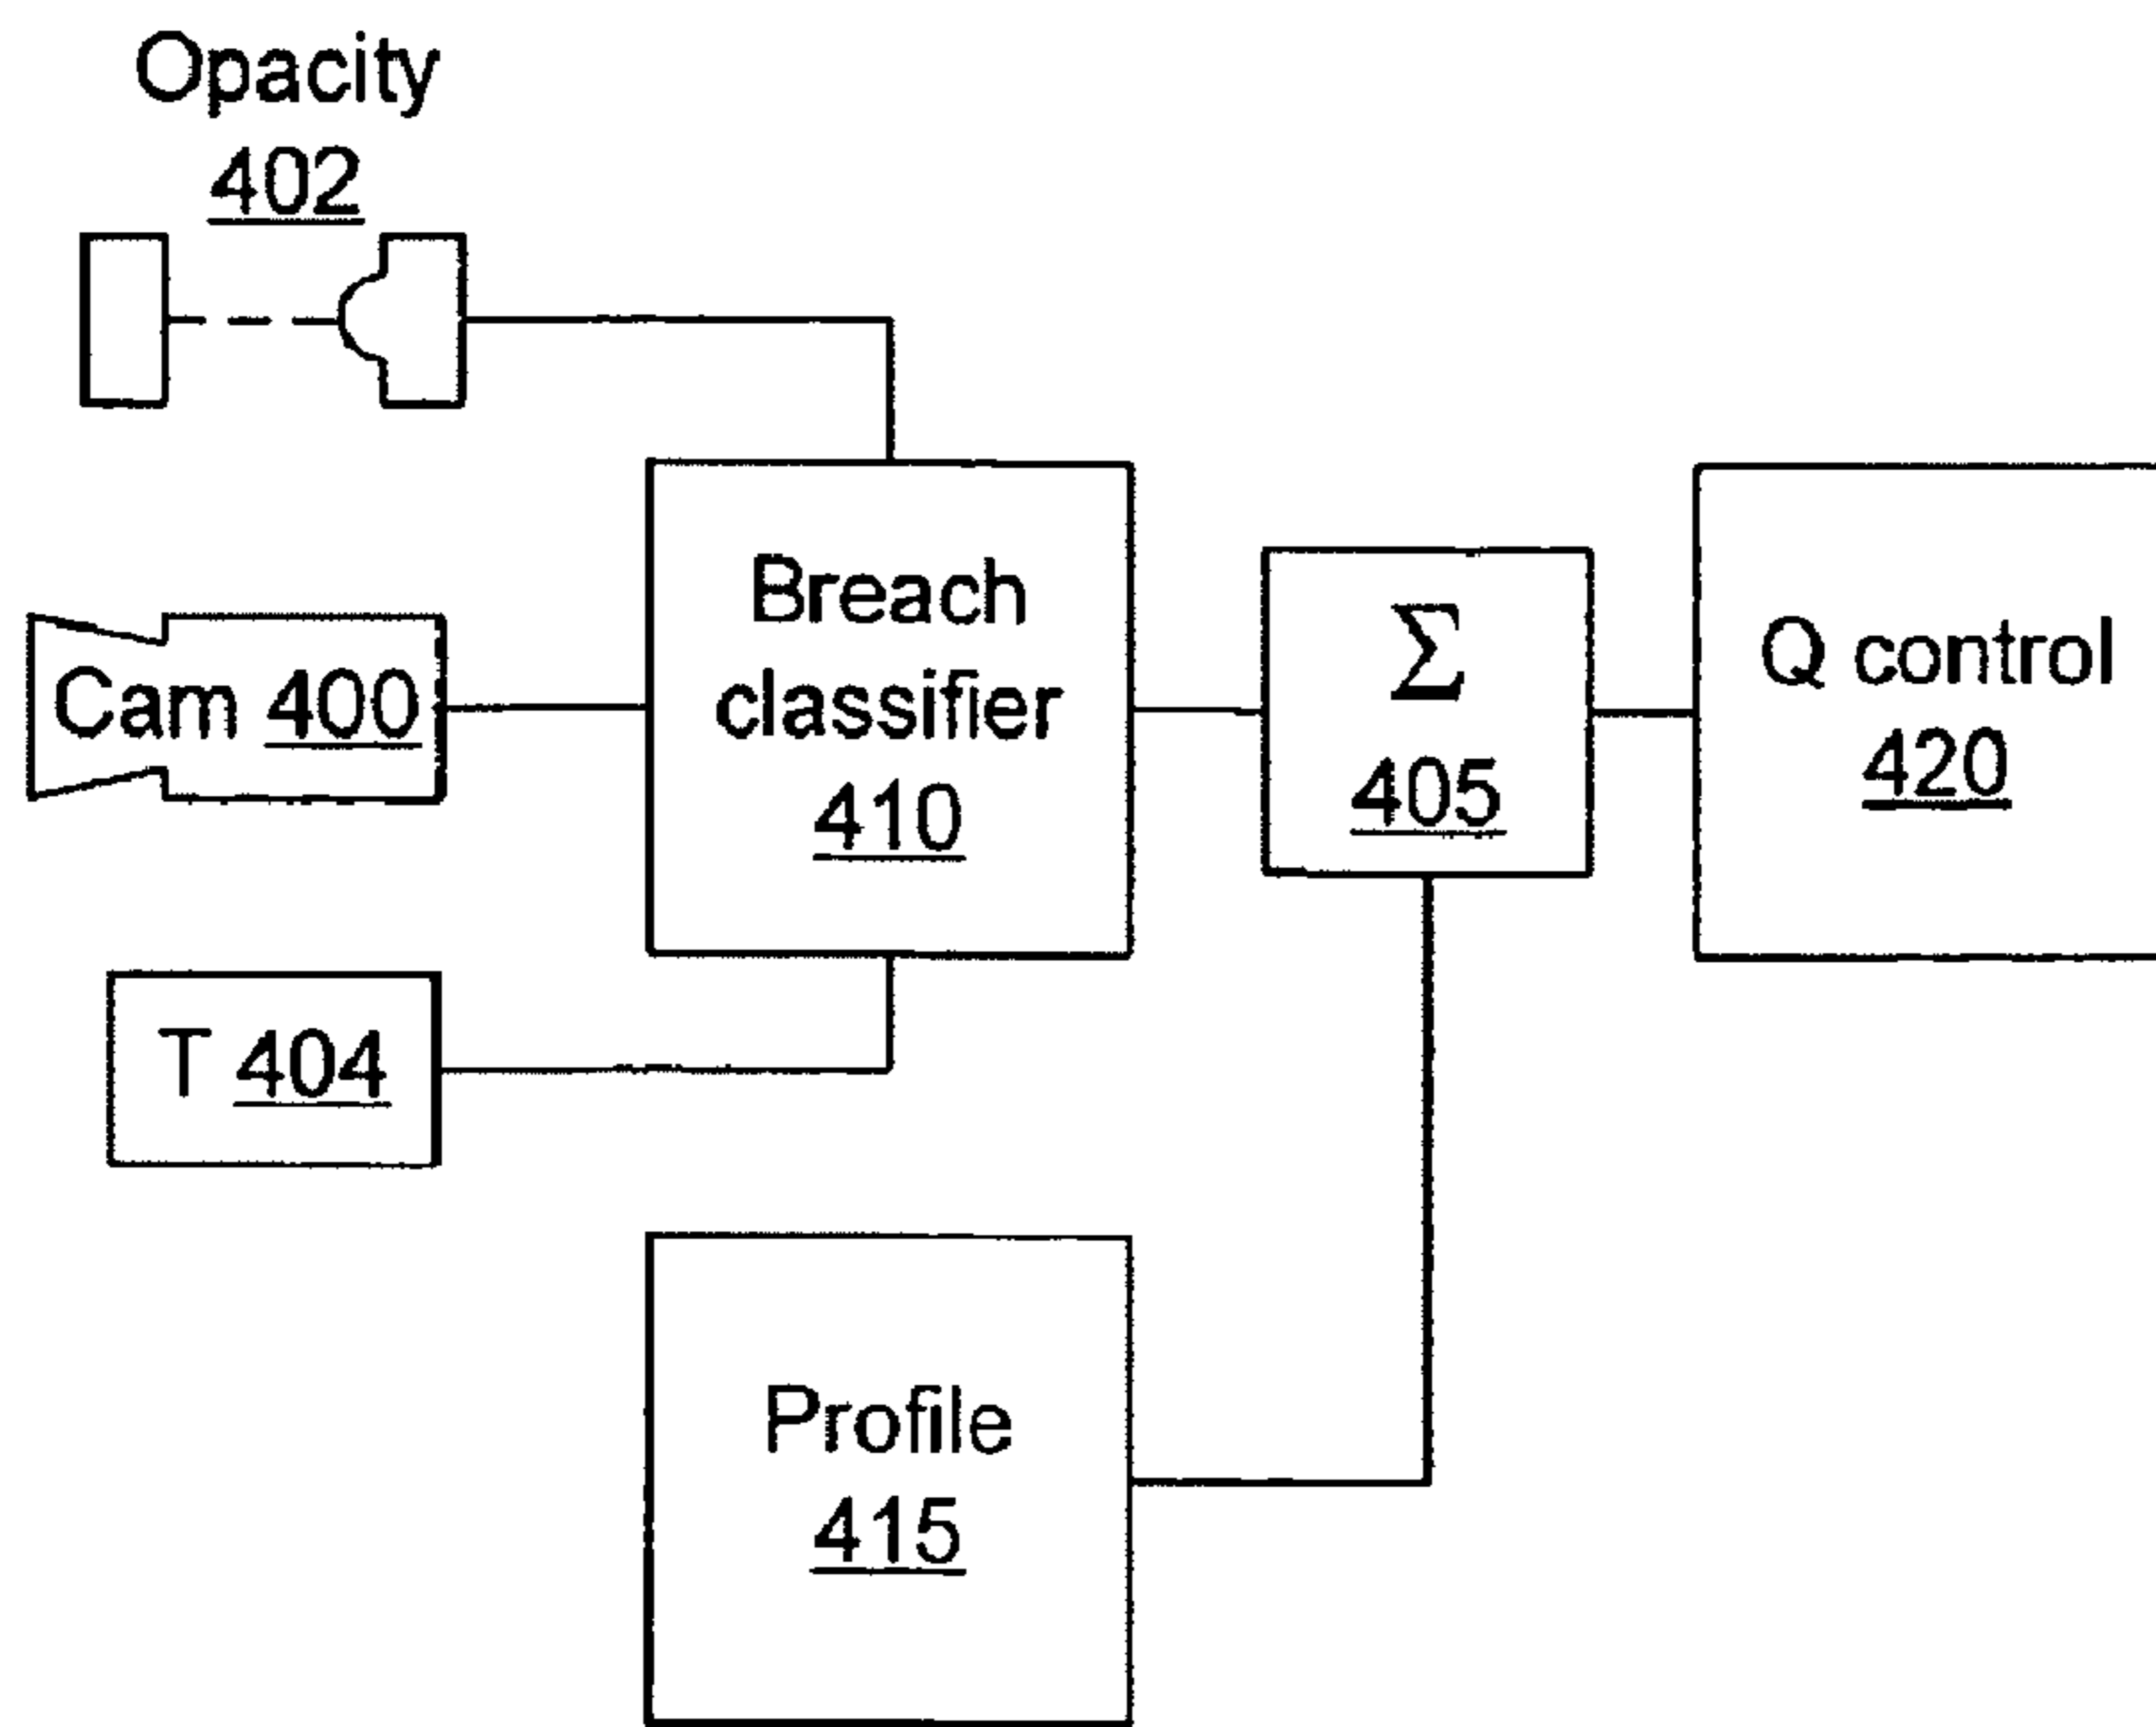 Opacity
402
Cam 400
T 404
Breach
classifier
410
Σ
405
Q control
420
Profile
415